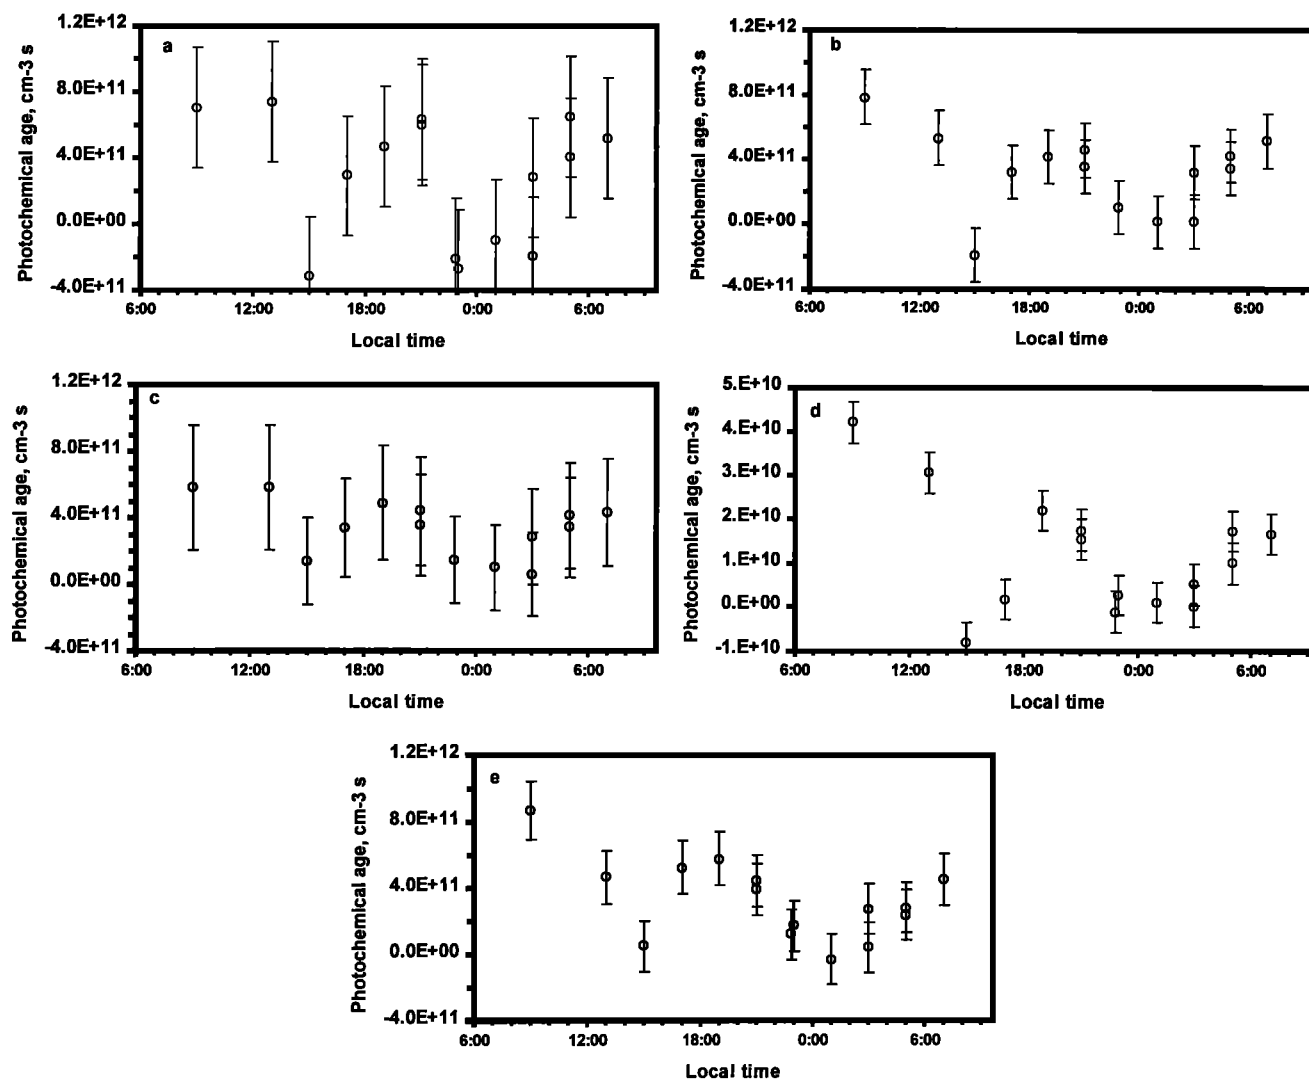 a
Photochemical age, cm-3 s
1.2E+12
8.0E+11
4.0E+11
0.0E+00
-4.0E+11
6:00 12:00 18:00 0:00 6:00
Local time
b
Photochemical age, cm-3 s
1.2E+12
8.0E+11
4.0E+11
0.0E+00
-4.0E+11
6:00 12:00 18:00 0:00 6:00
Local time
c
Photochemical age, cm-3 s
1.2E+12
8.0E+11
4.0E+11
0.0E+00
-4.0E+11
6:00 12:00 18:00 0:00 6:00
Local time
d
Photochemical age, cm-3 s
5.E+10
4.E+10
3.E+10
2.E+10
1.E+10
0.E+00
-1.E+10
6:00 12:00 18:00 0:00 6:00
Local time
e
Photochemical age, cm-3 s
1.2E+12
8.0E+11
4.0E+11
0.0E+00
-4.0E+11
6:00 12:00 18:00 0:00 6:00
Local time